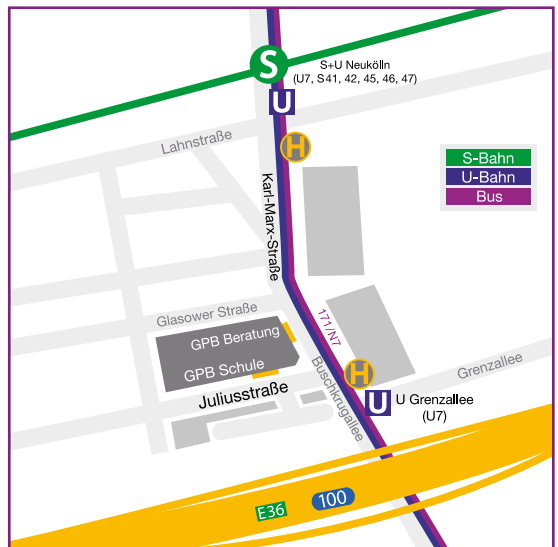 S
S+U Neukölln
(U7, S41, 42, 45, 46, 47)
U
Lahnstraße
H
S-Bahn
U-Bahn
Bus
Karl-Marx-Straße
Glasower Straße
171/N7
GPB Beratung
GPB Schule
Buschkrugallee
H
Grenzallee
Juliusstraße
U
U Grenzallee
(U7)
E36
100